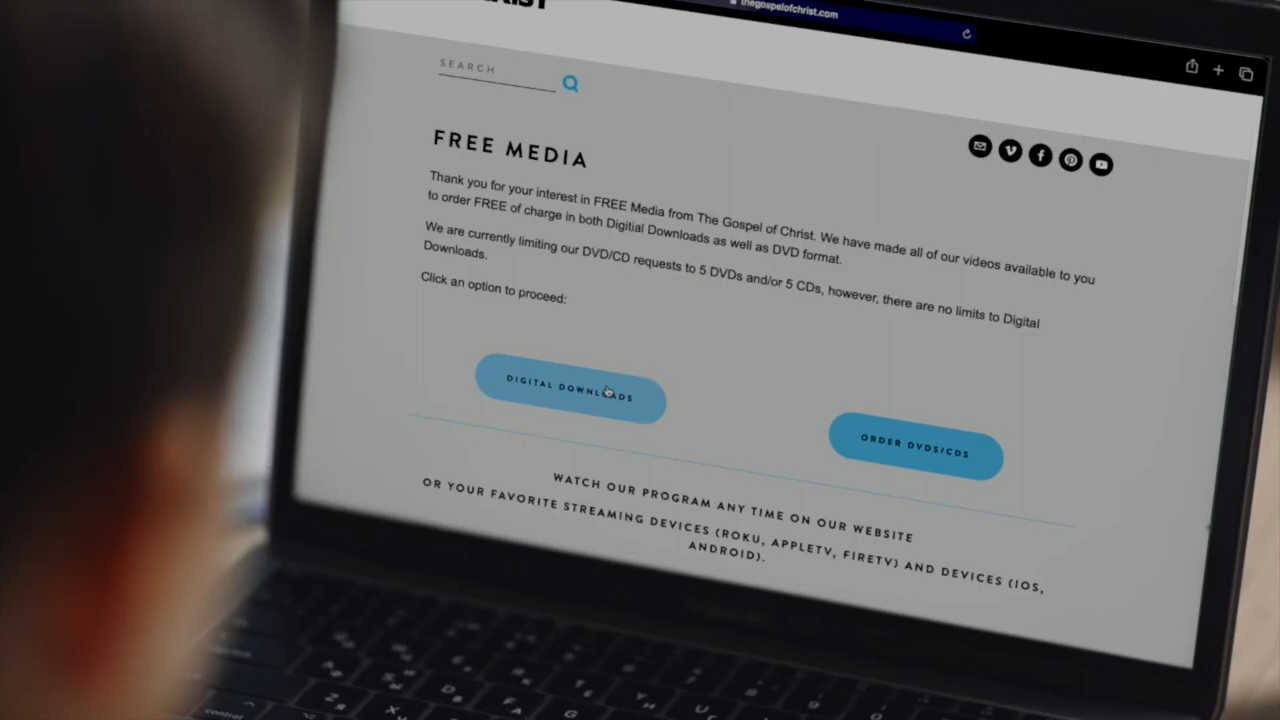 thegospelofchrist.com
SEARCH
FREE MEDIA
Thank you for your interest in FREE Media from The Gospel of Christ. We have made all of our videos available to you
to order FREE of charge in both Digitial Downloads as well as DVD format.
We are currently limiting our DVD/CD requests to 5 DVDs and/or 5 CDs, however, there are no limits to Digital
Downloads.
Click an option to proceed:
DIGITAL DOWNLOADS
ORDER DVDS/CDS
WATCH OUR PROGRAM ANY TIME ON OUR WEBSITE
OR YOUR FAVORITE STREAMING DEVICES (ROKU, APPLETV, FIRETV) AND DEVICES (IOS,
ANDROID).
control